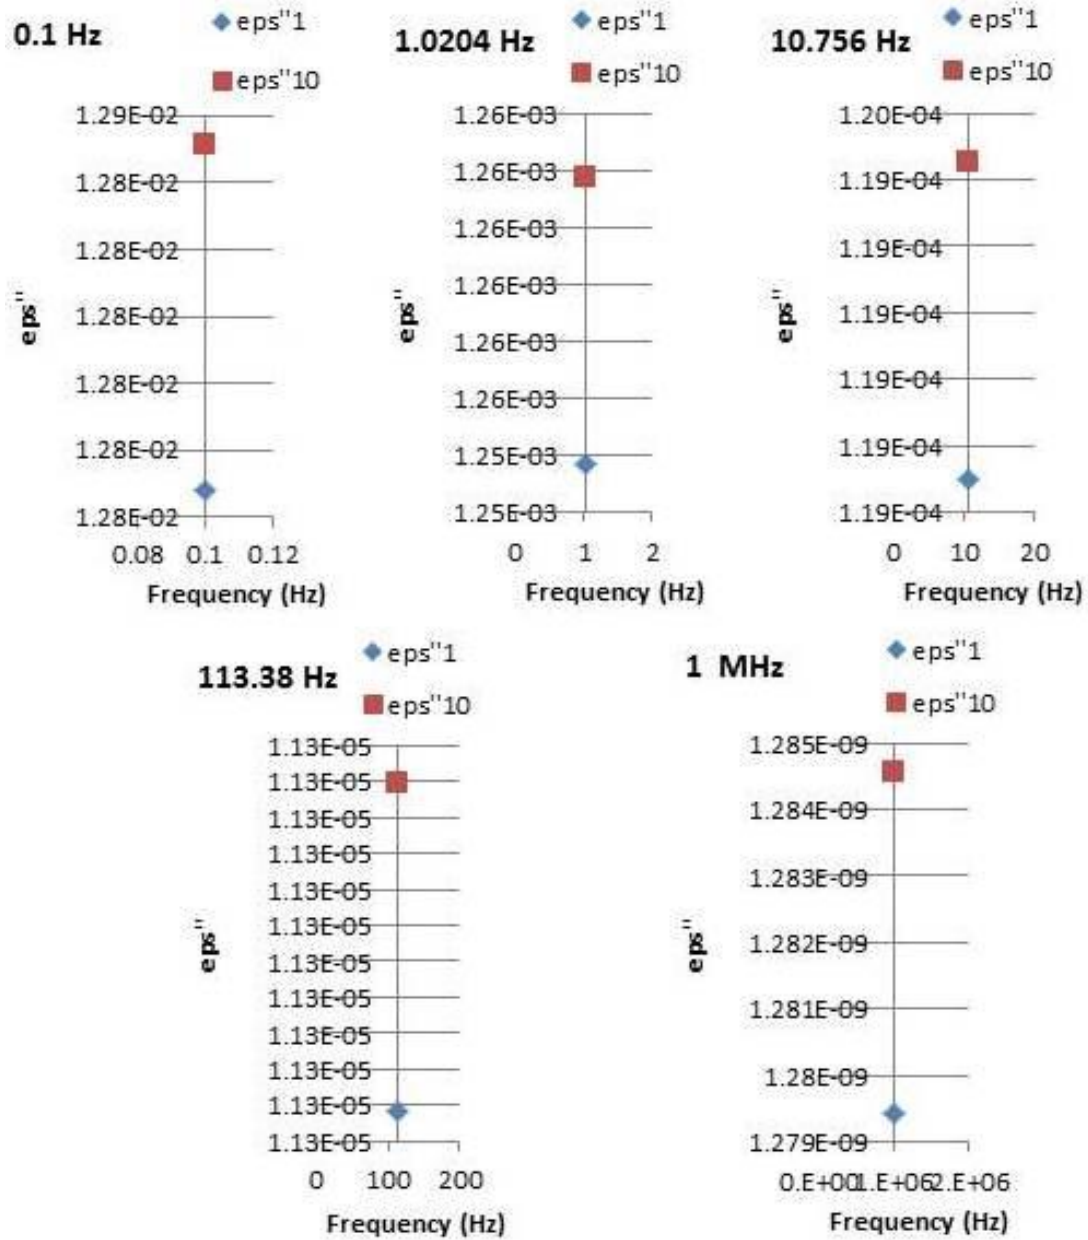 0.1 Hz
eps"1
eps"10
1.29E-02
1.28E-02
1.28E-02
1.28E-02
1.28E-02
1.28E-02
1.28E-02
eps"
0.08 0.1 0.12
Frequency (Hz)
1.0204 Hz
eps"1
eps"10
1.26E-03
1.26E-03
1.26E-03
1.26E-03
1.26E-03
1.26E-03
1.25E-03
1.25E-03
eps"
0 1 2
Frequency (Hz)
10.756 Hz
eps"1
eps"10
1.20E-04
1.19E-04
1.19E-04
1.19E-04
1.19E-04
1.19E-04
1.19E-04
eps"
0 10 20
Frequency (Hz)
113.38 Hz
eps"1
eps"10
1.13E-05
1.13E-05
1.13E-05
1.13E-05
1.13E-05
1.13E-05
1.13E-05
1.13E-05
1.13E-05
1.13E-05
1.13E-05
1.13E-05
eps"
0 100 200
Frequency (Hz)
1 MHz
eps"1
eps"10
1.285E-09
1.284E-09
1.283E-09
1.282E-09
1.281E-09
1.28E-09
1.279E-09
eps"
0.E+00 1.E+06 2.E+06
Frequency (Hz)